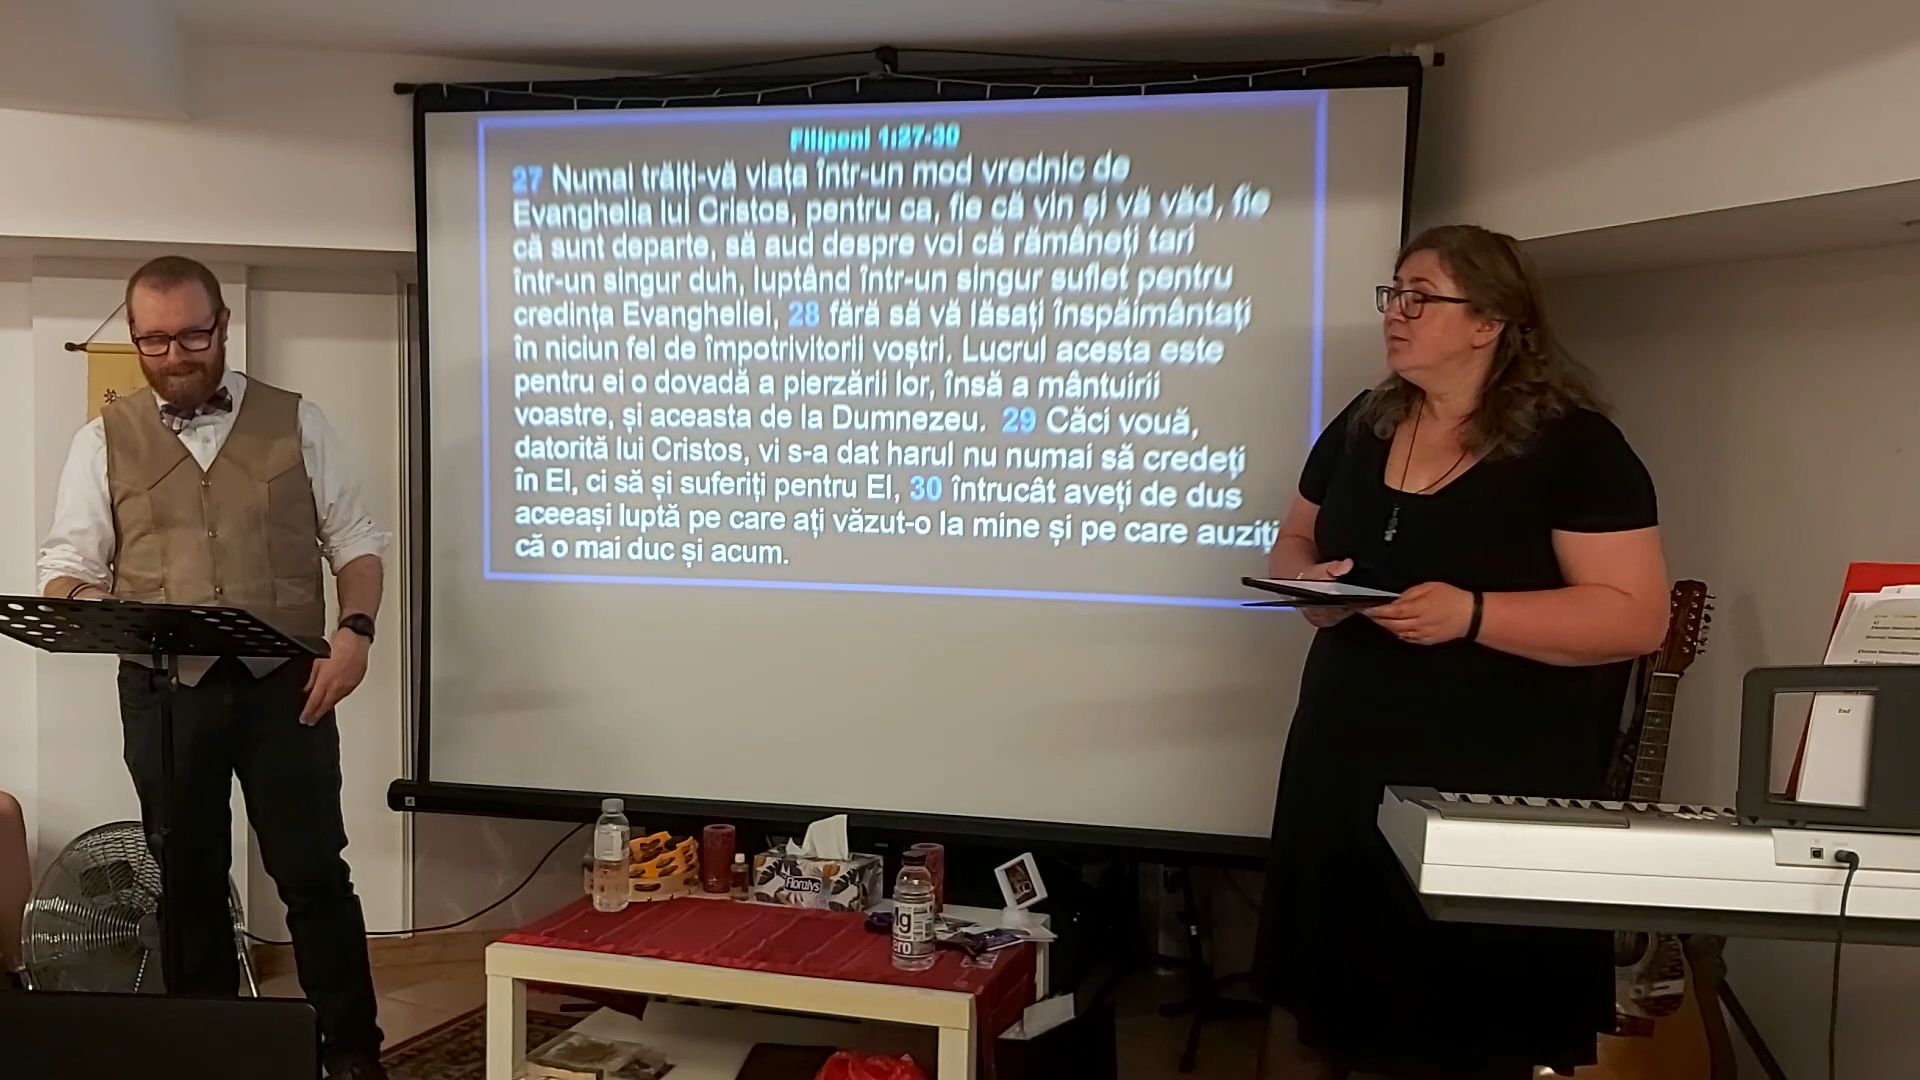 Filipeni 1:27-30
27 Numai trăiți-vă viața într-un mod vrednic de
Evanghelia lui Cristos, pentru ca, fie că vin și vă văd, fie
că sunt departe, să aud despre voi că rămâneți tari
într-un singur duh, luptând într-un singur suflet pentru
credința Evangheliei, 28 fără să vă lăsați înspăimântați
în niciun fel de împotrivitorii voștri. Lucrul acesta este
pentru ei o dovadă a pierzării lor, însă a mântuirii
voastre, și aceasta de la Dumnezeu. 29 Căci vouă,
datorită lui Cristos, vi s-a dat harul nu numai să credeți
în El, ci să și suferiți pentru El, 30 întrucât aveți de dus
aceeași luptă pe care ați văzut-o la mine și pe care auziți
că o mai duc și acum.
Floralys